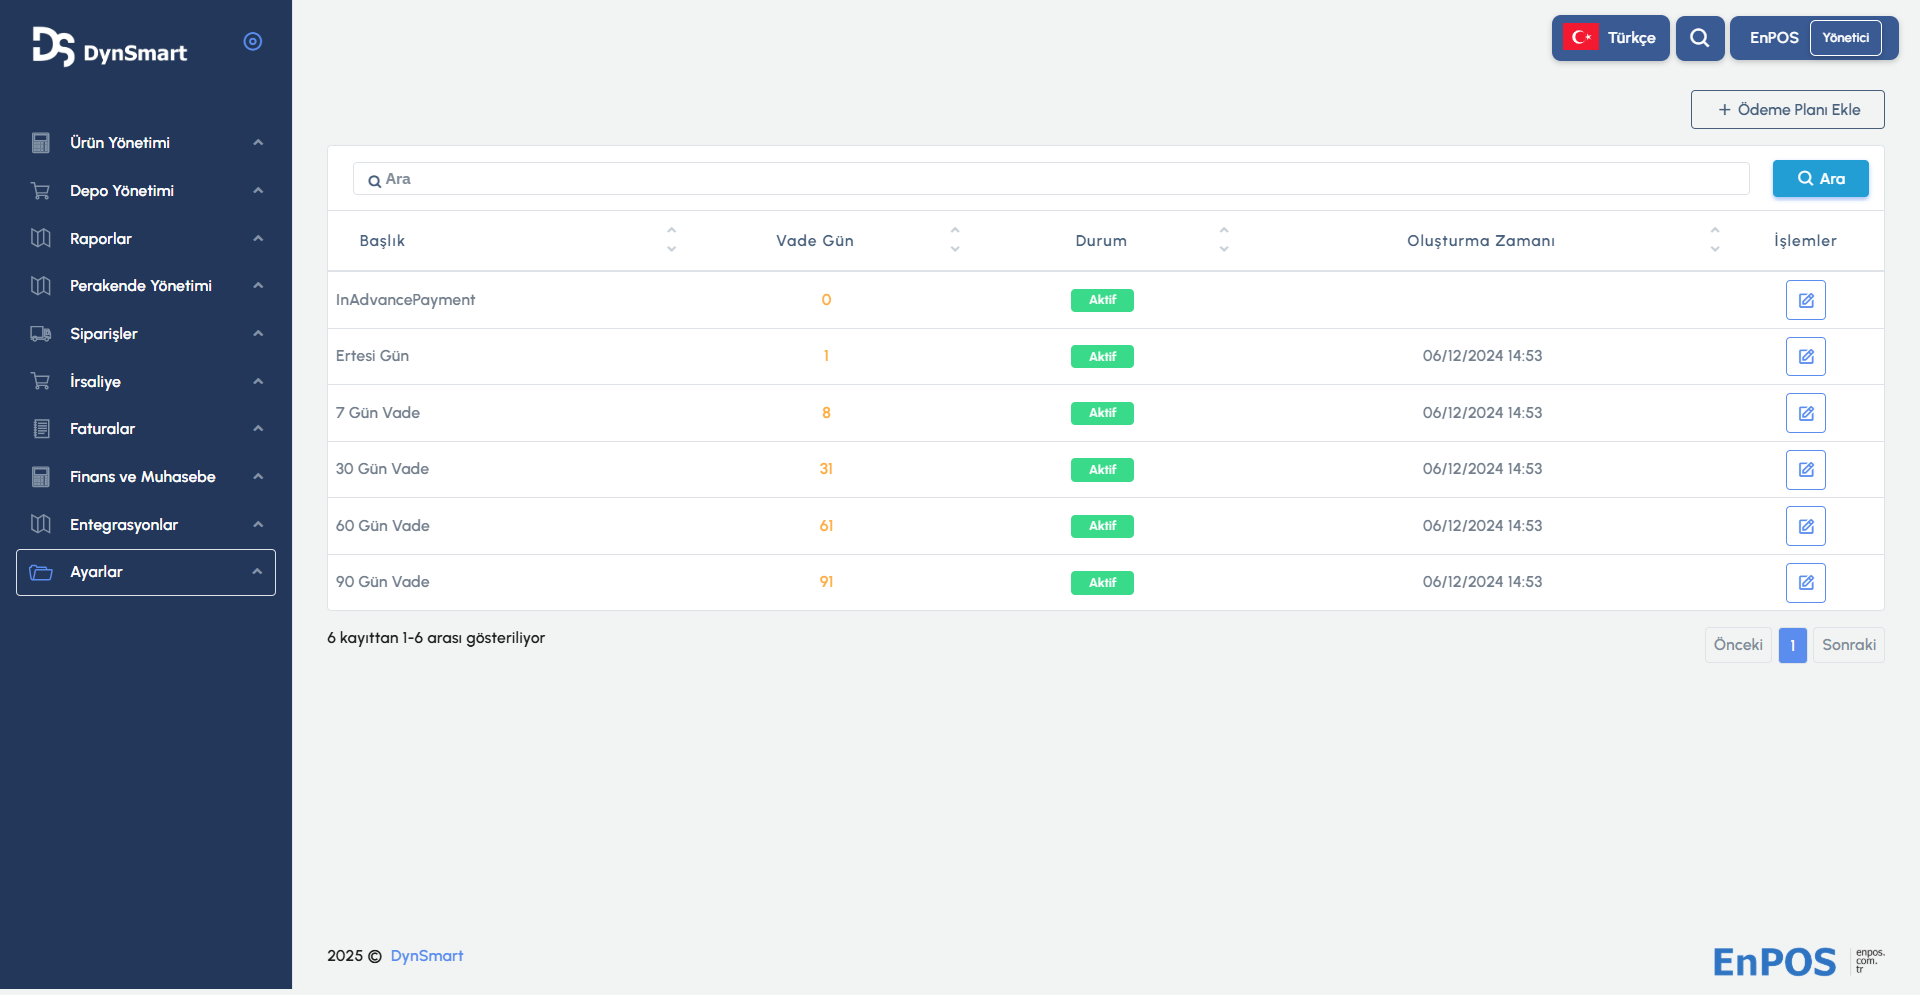 DS DynSmart
Türkçe
EnPOS Yönetici
+ Ödeme Planı Ekle
Ürün Yönetimi
Depo Yönetimi
Raporlar
Perakende Yönetimi
Siparişler
İrsaliye
Faturalar
Finans ve Muhasebe
Entegrasyonlar
Ayarlar
Ara Ara
Başlık Vade Gün Durum Oluşturma Zamanı İşlemler
InAdvancePayment 0 Aktif
Ertesi Gün 1 Aktif 06/12/2024 14:53
7 Gün Vade 8 Aktif 06/12/2024 14:53
30 Gün Vade 31 Aktif 06/12/2024 14:53
60 Gün Vade 61 Aktif 06/12/2024 14:53
90 Gün Vade 91 Aktif 06/12/2024 14:53
6 kayıttan 1-6 arası gösteriliyor
Önceki 1 Sonraki
2025 © DynSmart
EnPOS
enpos.
com.
tr